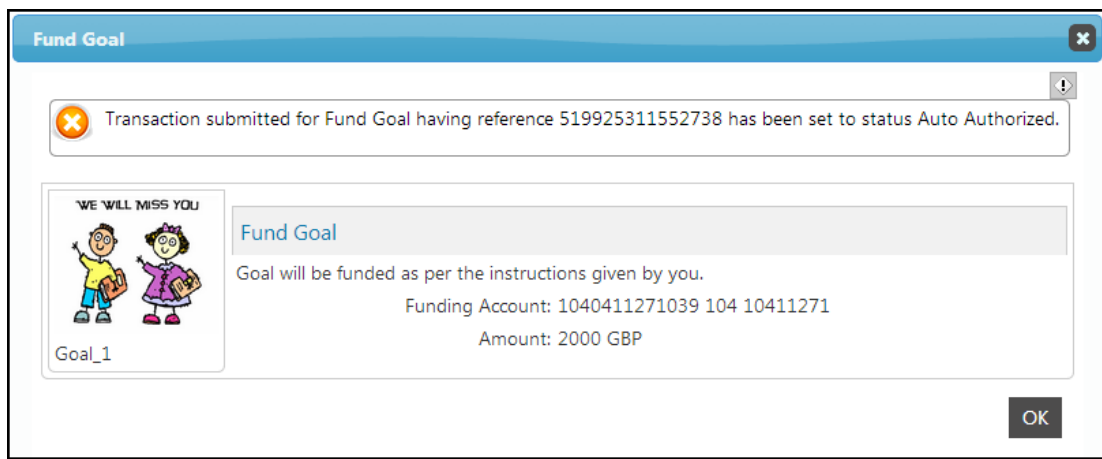 Fund Goal
Transaction submitted for Fund Goal having reference 519925311552738 has been set to status Auto Authorized.
WE WILL MISS YOU
Goal_1
Fund Goal
Goal will be funded as per the instructions given by you.
Funding Account: 1040411271039 104 10411271
Amount: 2000 GBP
OK